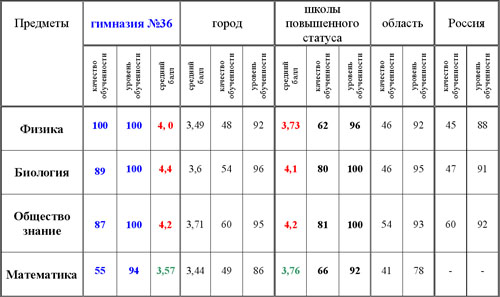 Предметы гимназия №36 город школы повышенного статуса область Россия
качество обученности уровень обученности средний балл средний балл качество обученности уровень обученности средний балл качество обученности уровень обученности качество обученности уровень обученности качество обученности уровень обученности
Физика 100 100 4, 0 3,49 48 92 3,73 62 96 46 92 45 88
Биология 89 100 4,4 3,6 54 96 4,1 80 100 46 95 47 91
Общество знание 87 100 4,2 3,71 60 95 4,2 81 100 54 93 60 92
Математика 55 94 3,57 3,44 49 86 3,76 66 92 41 78 - -